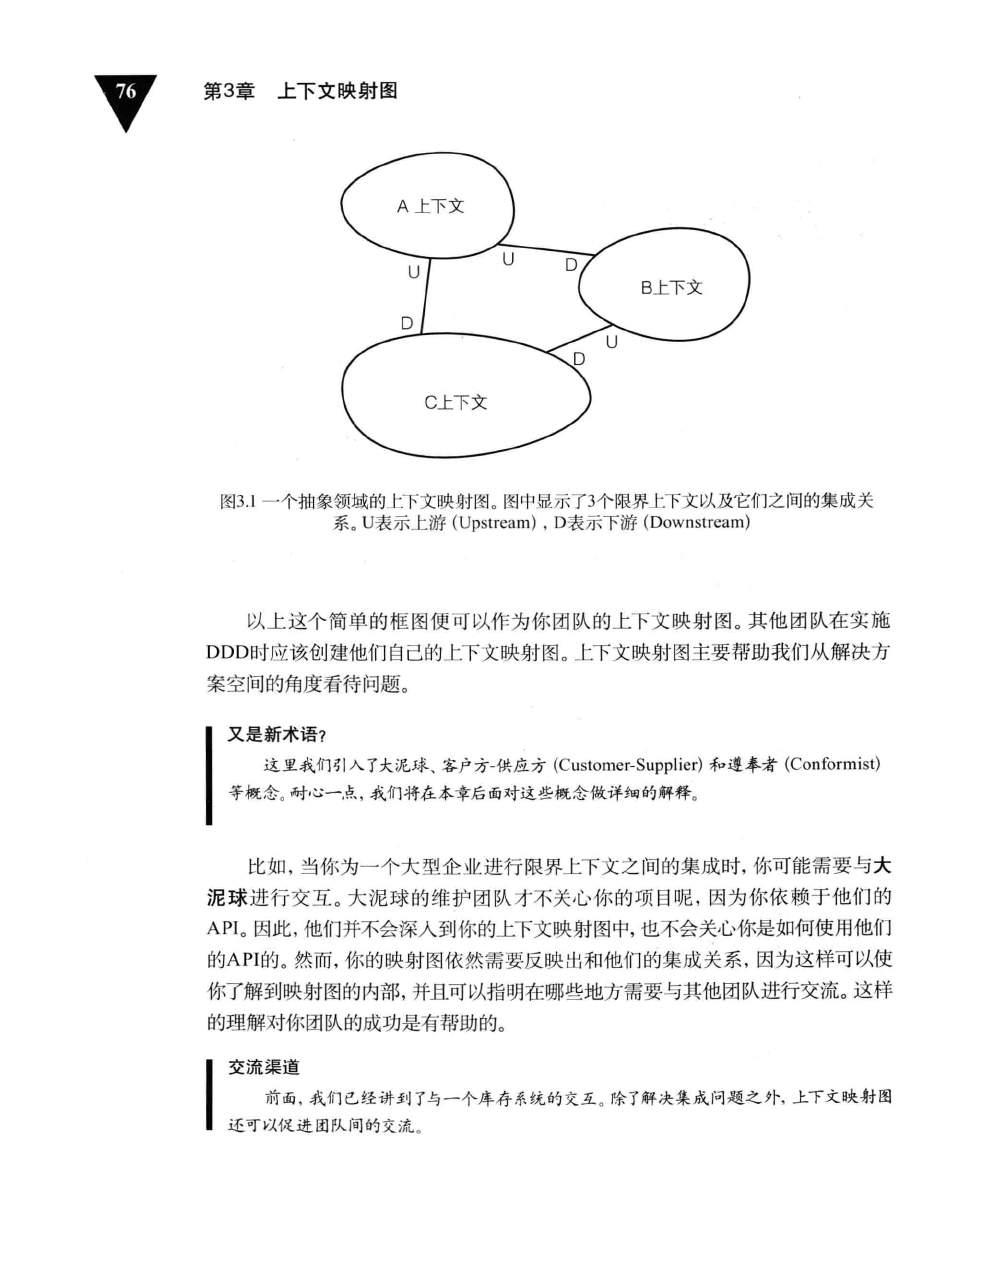 76
第3章 上下文映射图
A 上下文
U
U
D
B上下文
D
U
D
C上下文
图3.1 一个抽象领域的上下文映射图。图中显示了3个限界上下文以及它们之间的集成关
系。U表示上游 (Upstream) , D表示下游 (Downstream)
以上这个简单的框图便可以作为你团队的上下文映射图。其他团队在实施
DDD时应该创建他们自己的上下文映射图。上下文映射图主要帮助我们从解决方
案空间的角度看待问题。
又是新术语?
这里我们引入了大泥球、客户方-供应方 (Customer-Supplier) 和遵奉者 (Conformist)
等概念。耐心一点, 我们将在本章后面对这些概念做详细的解释。
比如, 当你为一个大型企业进行限界上下文之间的集成时, 你可能需要与大
泥球进行交互。大泥球的维护团队才不关心你的项目呢, 因为你依赖于他们的
API。因此, 他们并不会深入到你的上下文映射图中, 也不会关心你是如何使用他们
的API的。然而, 你的映射图依然需要反映出和他们的集成关系, 因为这样可以使
你了解到映射图的内部, 并且可以指明在哪些地方需要与其他团队进行交流。这样
的理解对你团队的成功是有帮助的。
交流渠道
前面, 我们已经讲到了与一个库存系统的交互。除了解决集成问题之外, 上下文映射图
还可以促进团队间的交流。